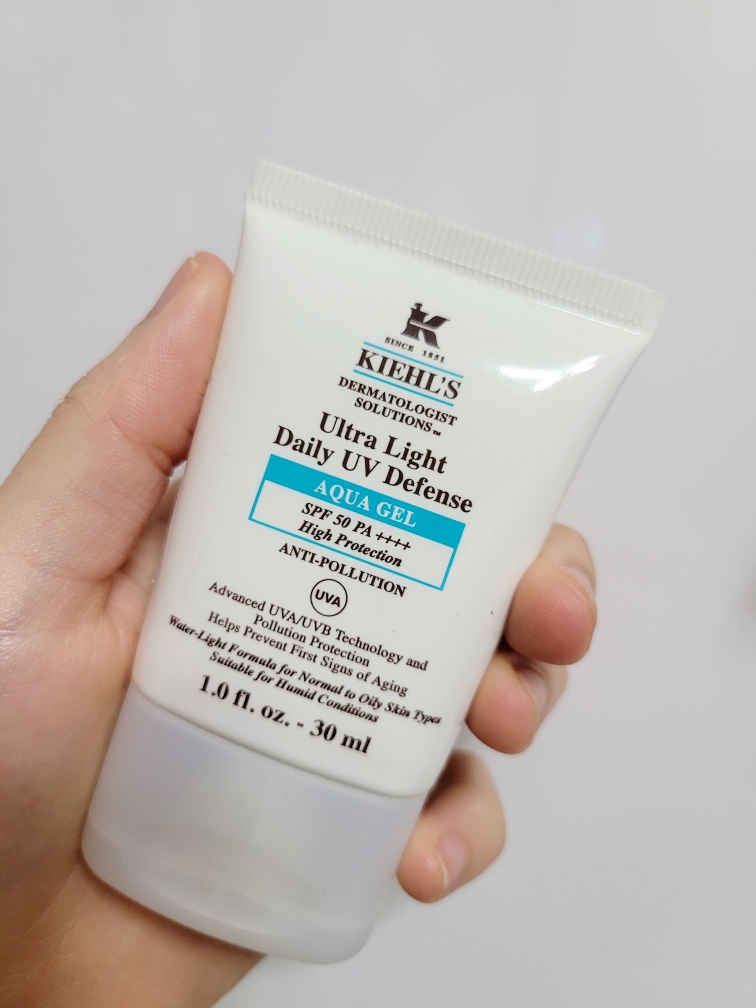 SINCE 1851
KIEHL'S
DERMATOLOGIST
SOLUTIONS™
Ultra Light
Daily UV Defense
AQUA GEL
SPF 50 PA ++++
High Protection
ANTI-POLLUTION
UVA
Advanced UVA/UVB Technology and
Pollution Protection
Helps Prevent First Signs of Aging
Water-Light Formula for Normal to Oily Skin Types
Suitable for Humid Conditions
1.0 fl. oz. - 30 ml